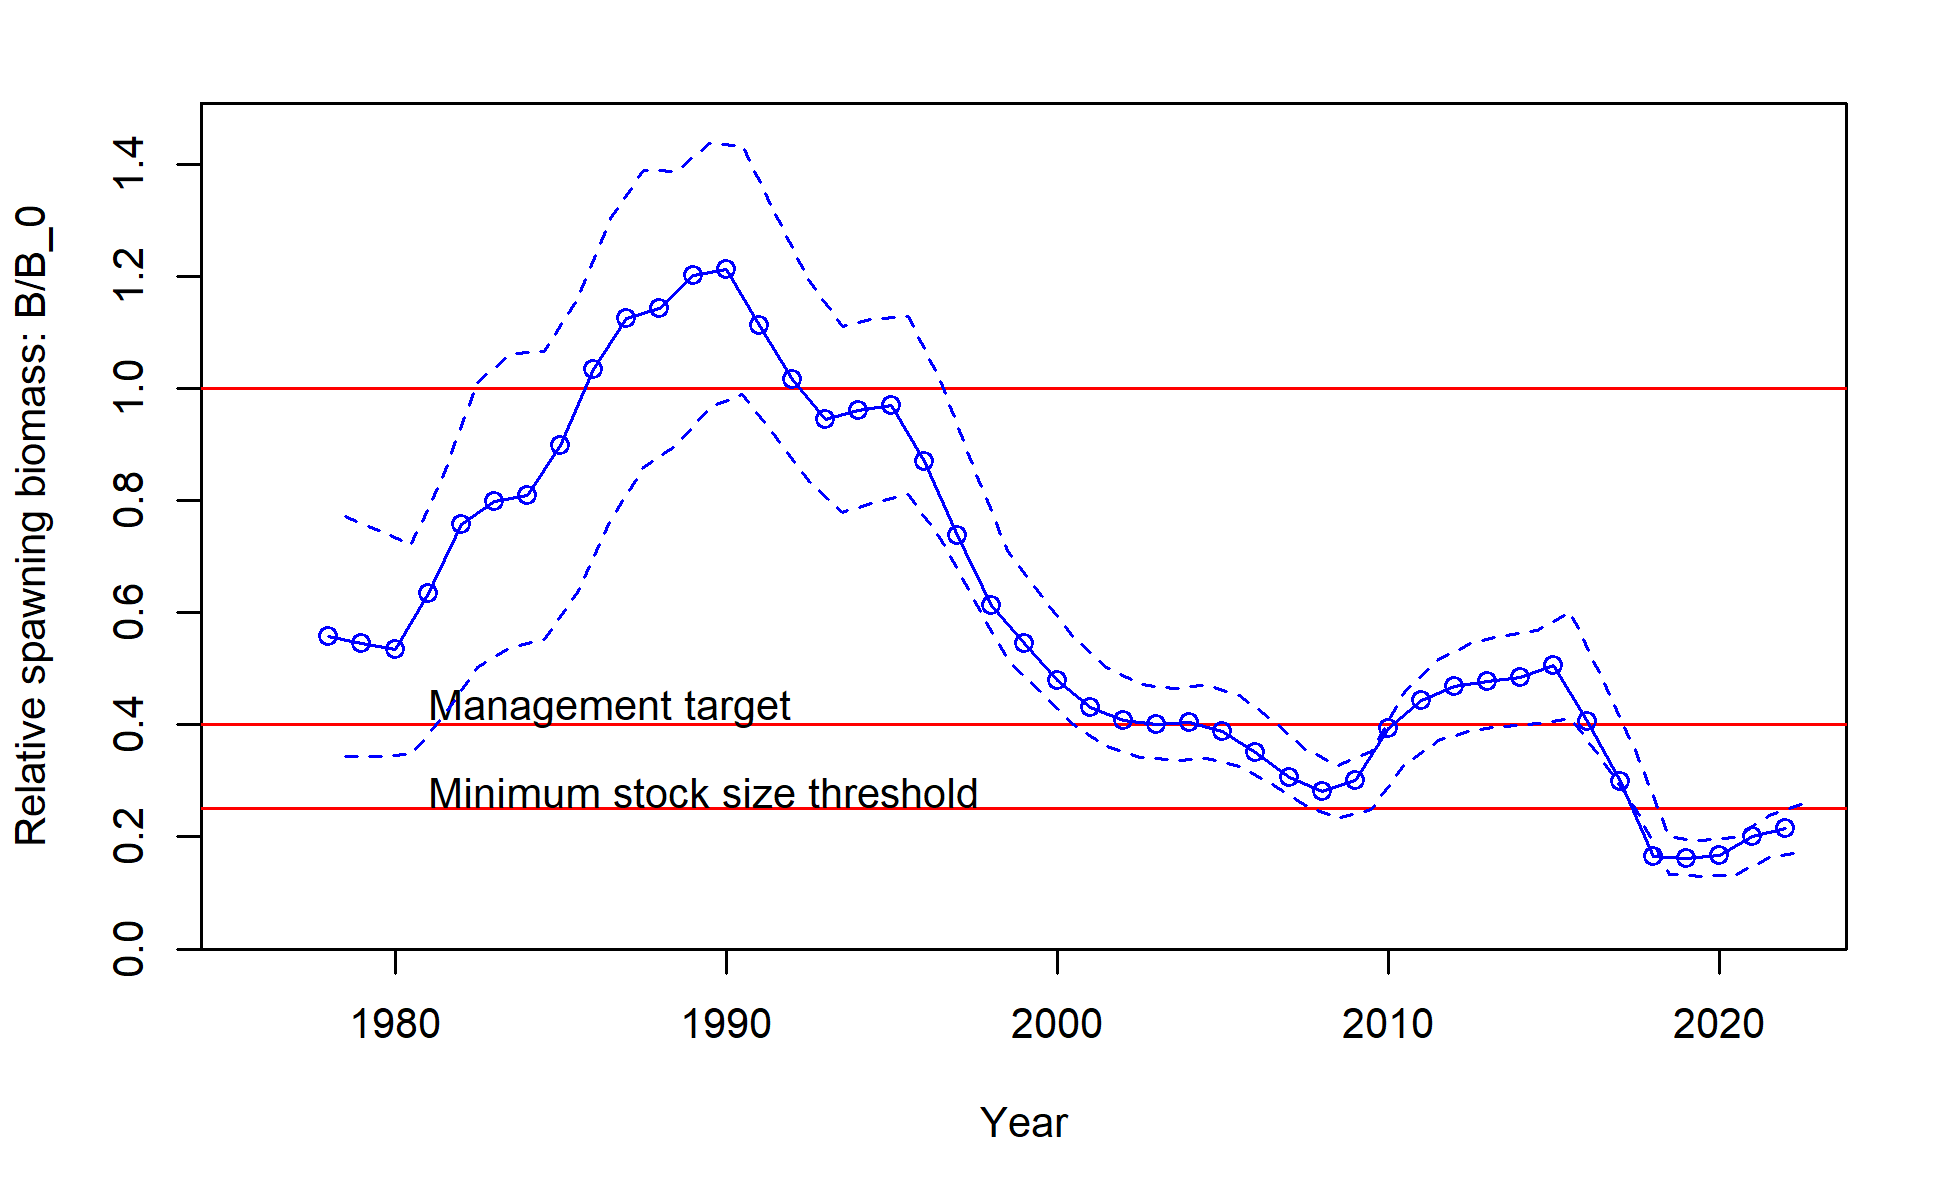 Relative spawning biomass: B/B_0
1.4
1.2
1.0
0.8
0.6
0.4
0.2
0.0
Management target
Minimum stock size threshold
1980 1990 2000 2010 2020
Year